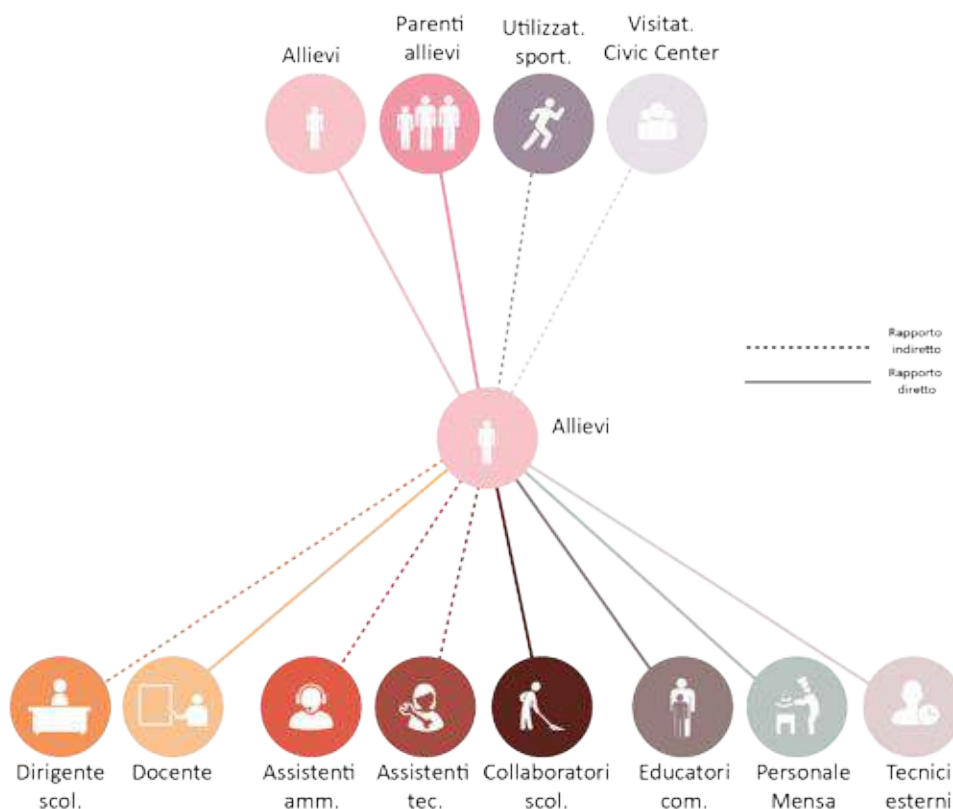 Allievi
Parenti
allievi
Utilizzat.
sport.
Visitat.
Civic Center
Rapporto
indiretto
Rapporto
diretto
Allievi
Dirigente
scol.
Docente
Assistenti
amm.
Assistenti
tec.
Collaboratori
scol.
Educatori
com.
Personale
Mensa
Tecnici
esterni